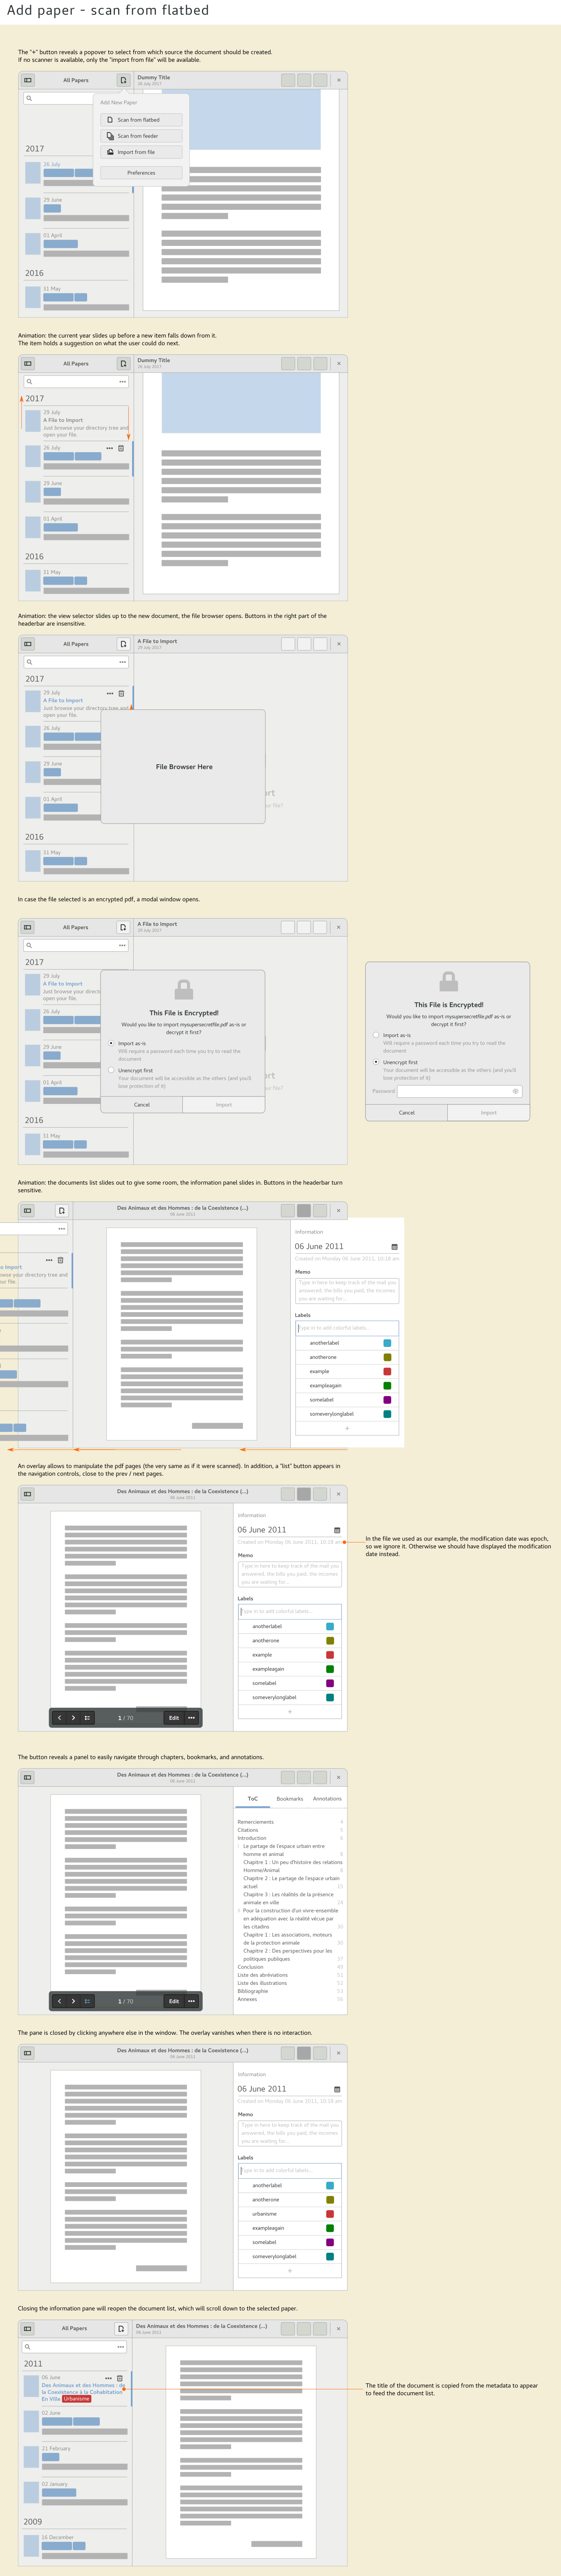 Add paper - scan from flatbed
The "+" button reveals a popover to select from which source the document should be created.
If no scanner is available, only the "import from file" will be available.
All Papers
Dummy Title
26 July 2017
Add New Paper
Scan from flatbed
Scan from feeder
Import from file
Preferences
2017
26 July
29 June
01 April
2016
31 May
Animation: the current year slides up before a new item falls down from it.
The item holds a suggestion on what the user could do next.
All Papers
Dummy Title
26 July 2017
2017
29 July
A File to Import
Just browse your directory tree and
open your file.
26 July
29 June
01 April
2016
31 May
Animation: the view selector slides up to the new document, the file browser opens. Buttons in the right part of the
headerbar are insensitive.
All Papers
A File to Import
29 July 2017
2017
29 July
A File to Import
Just browse your directory tree and
open your file.
26 July
29 June
01 April
2016
31 May
File Browser Here
ort
ur file?
In case the file selected is an encrypted pdf, a modal window opens.
All Papers
A File to Import
29 July 2017
2017
29 July
A File to Import
Just browse your direct
open your file.
26 July
29 June
01 April
2016
31 May
This File is Encrypted!
Would you like to import mysupersecretfile.pdf as-is or
decrypt it first?
Import as-is
Will require a password each time you try to read the
document
Unencrypt first
Your document will be accessible as the others (and you'll
lose protection of it)
Cancel
Import
ort
ur file?
This File is Encrypted!
Would you like to import mysupersecretfile.pdf as-is or
decrypt it first?
Import as-is
Will require a password each time you try to read the
document
Unencrypt first
Your document will be accessible as the others (and you'll
lose protection of it)
Password
Cancel
Import
Animation: the documents list slides out to give some room, the information panel slides in. Buttons in the headerbar turn
sensitive.
Des Animaux et des Hommes : de la Coexistence (...)
06 June 2011
to Import
owse your directory tree and
ur file.
Information
06 June 2011
Created on Monday 06 June 2011, 10:18 am
Memo
Type in here to keep track of the mail you
answered, the bills you paid, the incomes
you are waiting for...
Labels
Type in to add colorful labels...
anotherlabel
anotherone
example
exampleagain
somelabel
someverylonglabel
+
An overlay allows to manipulate the pdf pages (the very same as if it were scanned). In addition, a "list" button appears in
the navigation controls, close to the prev / next pages.
Des Animaux et des Hommes : de la Coexistence (...)
06 June 2011
Information
06 June 2011
Created on Monday 06 June 2011, 10:18 am
Memo
Type in here to keep track of the mail you
answered, the bills you paid, the incomes
you are waiting for...
Labels
Type in to add colorful labels...
anotherlabel
anotherone
example
exampleagain
somelabel
someverylonglabel
+
1 / 70
Edit
In the file we used as our example, the modification date was epoch,
so we ignore it. Otherwise we should have displayed the modification
date instead.
The button reveals a panel to easily navigate through chapters, bookmarks, and annotations.
Des Animaux et des Hommes : de la Coexistence (...)
06 June 2011
ToC
Bookmarks
Annotations
Remerciements 4
Citations 5
Introduction 6
I Le partage de l'espace urbain entre
homme et animal 8
Chapitre 1 : Un peu d'histoire des relations
Homme/Animal 8
Chapitre 2 : Le partage de l'espace urbain
actuel 15
Chapitre 3 : Les réalités de la présence
animale en ville 24
II Pour la construction d'un vivre-ensemble
en adéquation avec la réalité vécue par
les citadins 30
Chapitre 1 : Les associations, moteurs
de la protection animale 30
Chapitre 2 : Des perspectives pour les
politiques publiques 37
Conclusion 49
Liste des abréviations 51
Liste des illustrations 52
Bibliographie 53
Annexes 56
1 / 70
Edit
The pane is closed by clicking anywhere else in the window. The overlay vanishes when there is no interaction.
Des Animaux et des Hommes : de la Coexistence (...)
06 June 2011
Information
06 June 2011
Created on Monday 06 June 2011, 10:18 am
Memo
Type in here to keep track of the mail you
answered, the bills you paid, the incomes
you are waiting for...
Labels
Type in to add colorful labels...
anotherlabel
anotherone
urbanisme
exampleagain
somelabel
someverylonglabel
+
Closing the information pane will reopen the document list, which will scroll down to the selected paper.
All Papers
Des Animaux et des Hommes : de la Coexistence (...)
06 June 2011
2011
06 June
Des Animaux et des Hommes : de
la Coexistence à la Cohabitation
En Ville Urbanisme
02 June
21 February
02 January
2009
16 December
The title of the document is copied from the metadata to appear
to feed the document list.